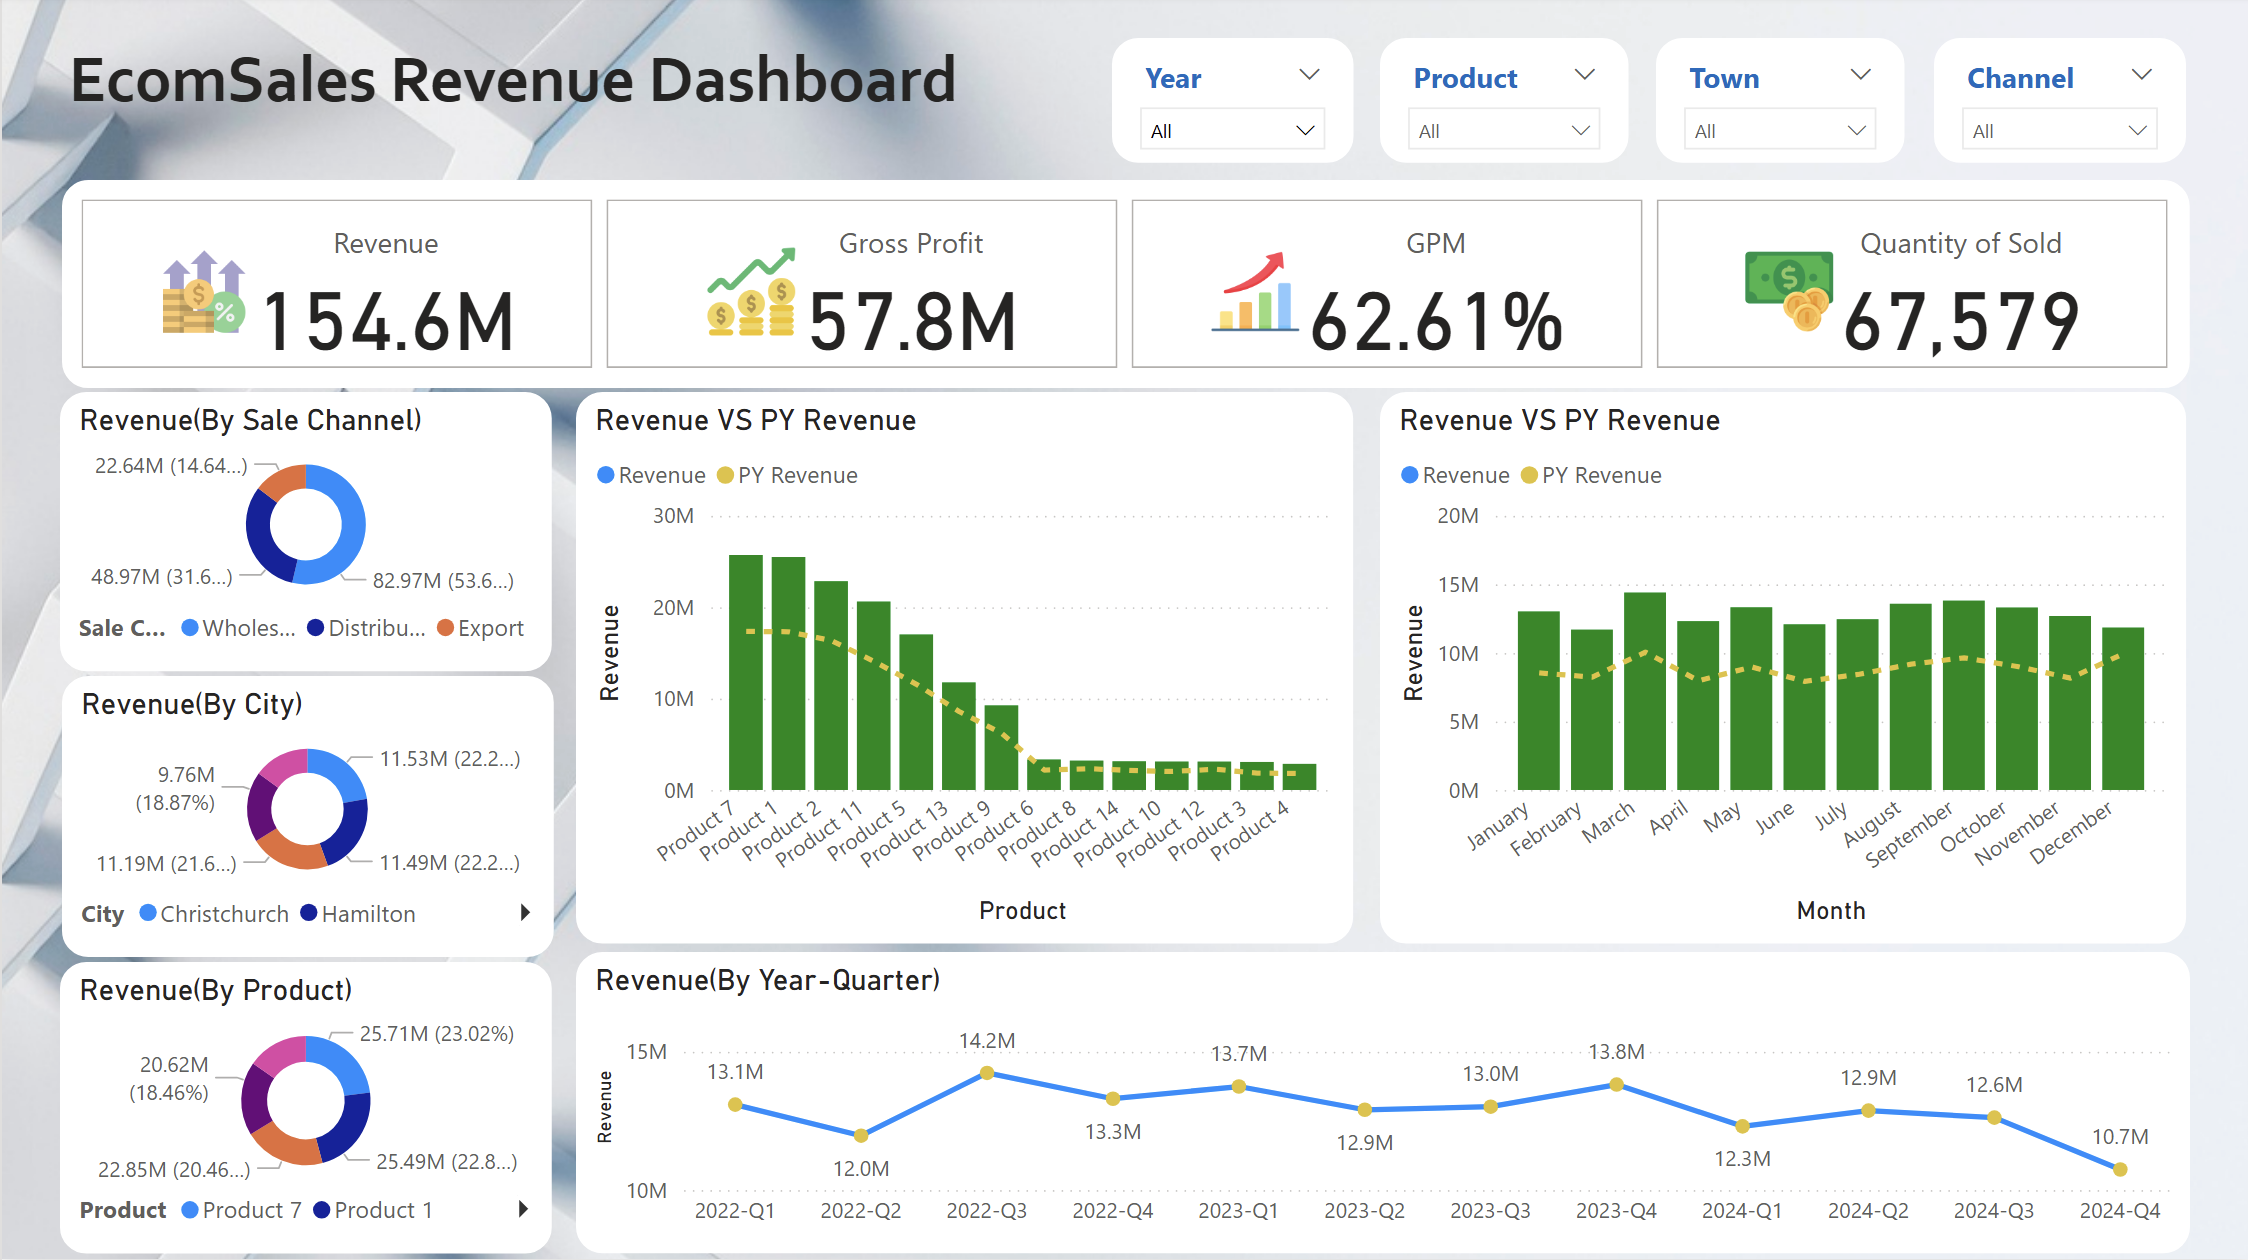 EcomSales Revenue Dashboard
Year
All
Product
All
Town
All
Channel
All
Revenue
154.6M
Gross Profit
57.8M
GPM
62.61%
Quantity of Sold
67,579
Revenue(By Sale Channel)
22.64M (14.64...)
48.97M (31.6...)
82.97M (53.6...)
Sale C... Wholes... Distribu... Export
Revenue(By City)
11.53M (22.2...)
9.76M
(18.87%)
11.19M (21.6...)
11.49M (22.2...)
City Christchurch Hamilton
Revenue(By Product)
25.71M (23.02%)
20.62M
(18.46%)
22.85M (20.46...)
25.49M (22.8...)
Product Product 7 Product 1
Revenue VS PY Revenue
Revenue PY Revenue
30M
20M
10M
0M
Revenue
Product 7
Product 1
Product 2
Product 11
Product 5
Product 13
Product 9
Product 6
Product 8
Product 14
Product 10
Product 12
Product 3
Product 4
Product
Revenue VS PY Revenue
Revenue PY Revenue
20M
15M
10M
5M
0M
Revenue
January
February
March
April
May
June
July
August
September
October
November
December
Month
Revenue(By Year-Quarter)
15M
10M
Revenue
13.1M
12.0M
14.2M
13.3M
13.7M
12.9M
13.0M
13.8M
12.3M
12.9M
12.6M
10.7M
2022-Q1 2022-Q2 2022-Q3 2022-Q4 2023-Q1 2023-Q2 2023-Q3 2023-Q4 2024-Q1 2024-Q2 2024-Q3 2024-Q4